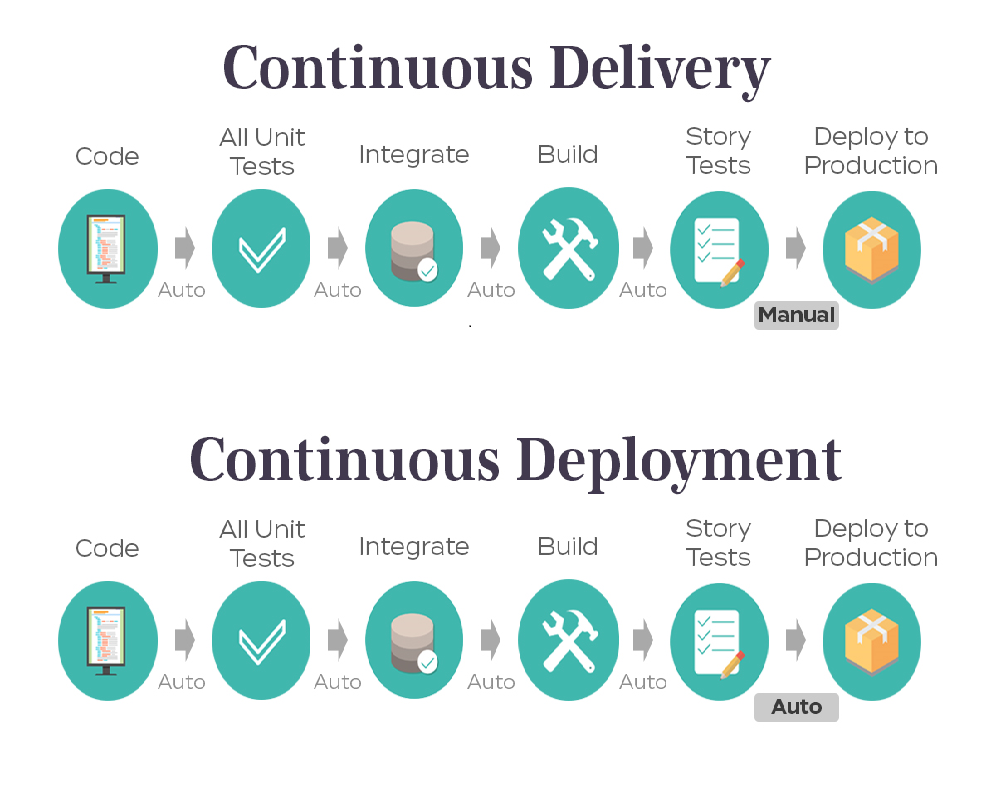 Continuous Delivery
Code
All Unit
Tests
Integrate
Build
Story
Tests
Deploy to
Production
Auto
Auto
Auto
Auto
Manual
Continuous Deployment
Code
All Unit
Tests
Integrate
Build
Story
Tests
Deploy to
Production
Auto
Auto
Auto
Auto
Auto